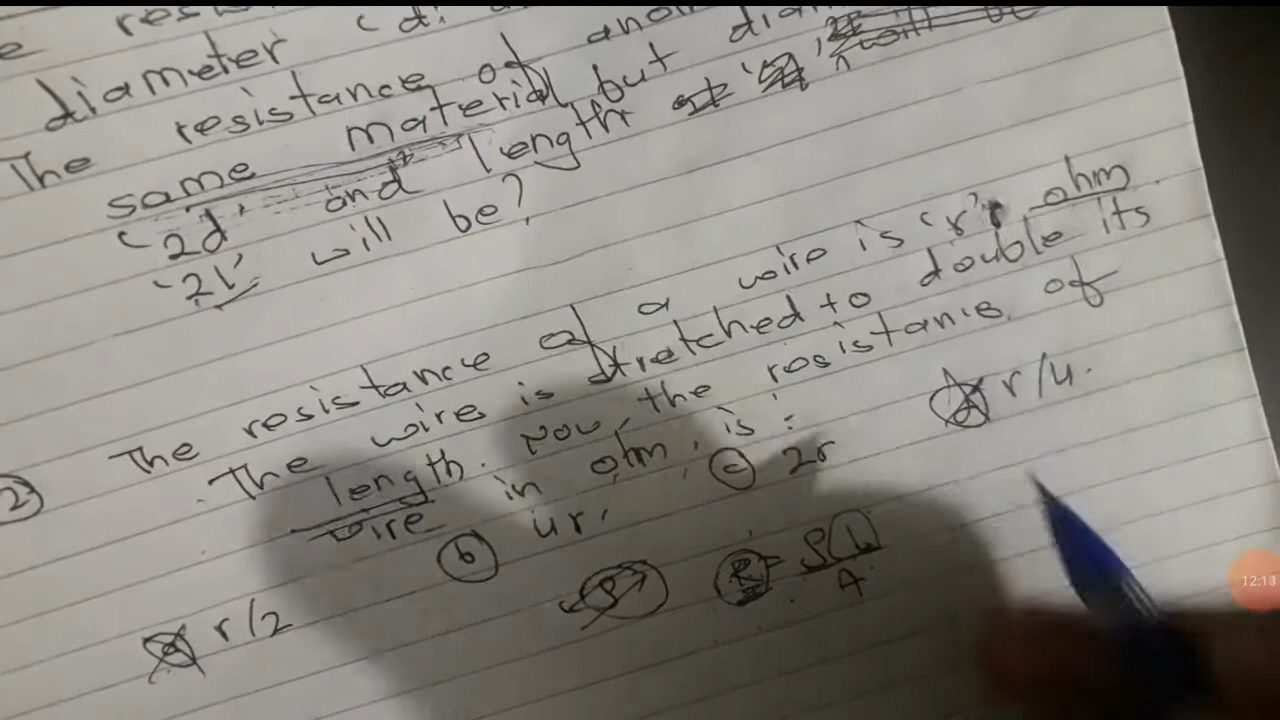 diameter
The resistance of
same material but
'2d' and length
'2l' will be?
2) The resistance of a wire is 'r' ohm.
The wire is stretched to double its
length. Now, the resistance of
wire in ohm, is :
r/2 (b) 4r, (c) 2r r/4.
R = ρ(L)
A
12:18